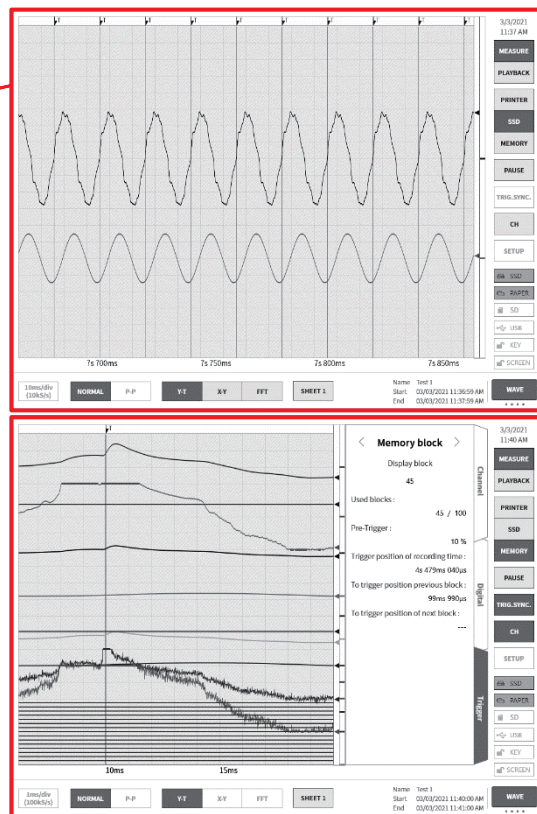 T T T T T T T T T T
3/3/2021
11:37 AM
MEASURE
PLAYBACK
PRINTER
SSD
MEMORY
PAUSE
TRIG.SYNC.
CH
SETUP
SSD
PAPER
SD
USB
KEY
SCREEN
7s 700ms 7s 750ms 7s 800ms 7s 850ms
10ms/div
(10kS/s)
NORMAL P-P Y-T X-Y FFT SHEET 1
Name Test 1
Start 03/03/2021 11:36:59 AM
End 03/03/2021 11:37:59 AM
WAVE
T
3/3/2021
11:40 AM
MEASURE
PLAYBACK
PRINTER
SSD
MEMORY
PAUSE
TRIG.SYNC.
CH
SETUP
SSD
PAPER
SD
USB
KEY
SCREEN
< Memory block >
Display block
45
Used blocks :
45 / 100
Pre-Trigger :
10 %
Trigger position of recording time :
4s 479ms 040µs
To trigger position previous block :
99ms 990µs
To trigger position of next block :
---
Channel
Digital
Trigger
10ms 15ms
1ms/div
(100kS/s)
NORMAL P-P Y-T X-Y FFT SHEET 1
Name Test 1
Start 03/03/2021 11:40:00 AM
End 03/03/2021 11:41:00 AM
WAVE